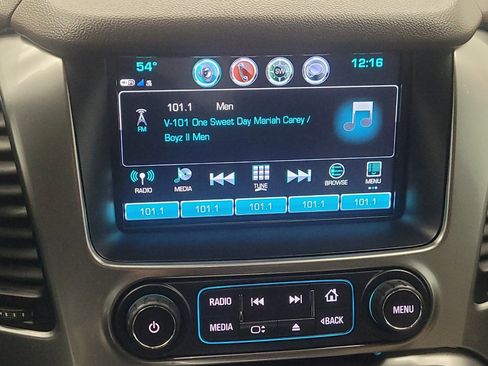 54° 12:16
SW
101.1 Men
FM
V-101 One Sweet Day Mariah Carey /
Boyz II Men
RADIO MEDIA TUNE BROWSE MENU
101.1 101.1 101.1 101.1 101.1
RADIO
MENU
MEDIA BACK